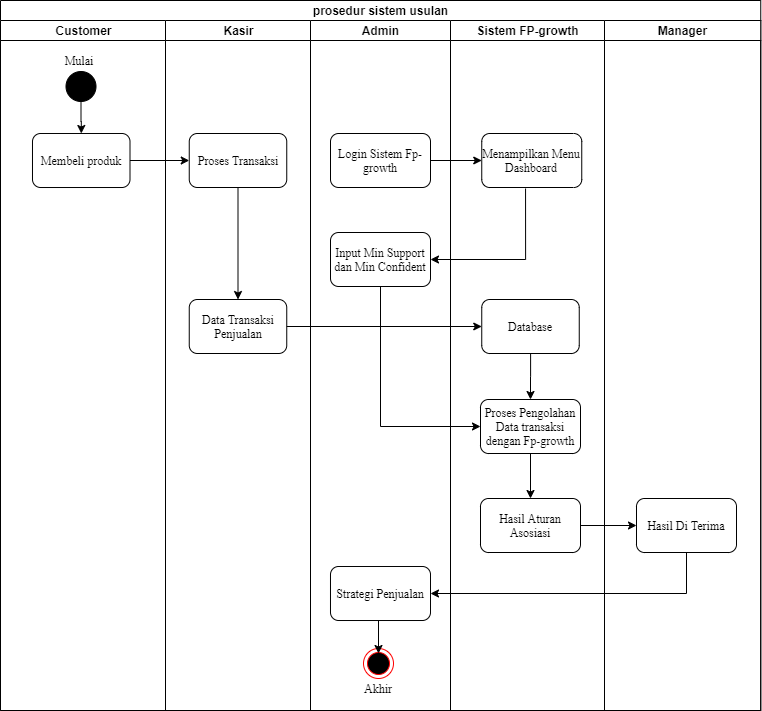 prosedur sistem usulan
Customer
Kasir
Admin
Sistem FP-growth
Manager
Mulai
Membeli produk
Proses Transaksi
Login Sistem Fp-
growth
Menampilkan Menu
Dashboard
Input Min Support
dan Min Confident
Data Transaksi
Penjualan
Database
Proses Pengolahan
Data transaksi
dengan Fp-growth
Hasil Aturan
Asosiasi
Hasil Di Terima
Strategi Penjualan
Akhir